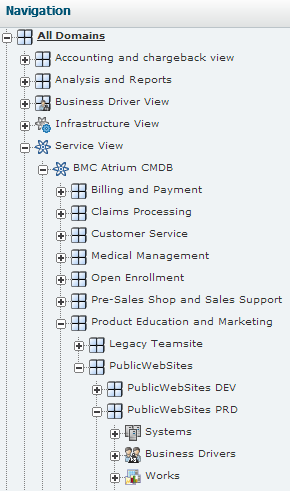 Navigation
All Domains
Accounting and chargeback view
Analysis and Reports
Business Driver View
Infrastructure View
Service View
BMC Atrium CMDB
Billing and Payment
Claims Processing
Customer Service
Medical Management
Open Enrollment
Pre-Sales Shop and Sales Support
Product Education and Marketing
Legacy Teamsite
PublicWebSites
PublicWebSites DEV
PublicWebSites PRD
Systems
Business Drivers
Works